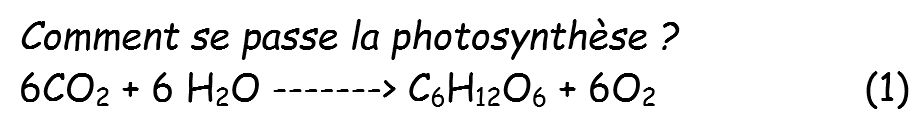 Comment se passe la photosynthèse ?
6CO₂ + 6 H₂O -------> C₆H₁₂O₆ + 6O₂ (1)